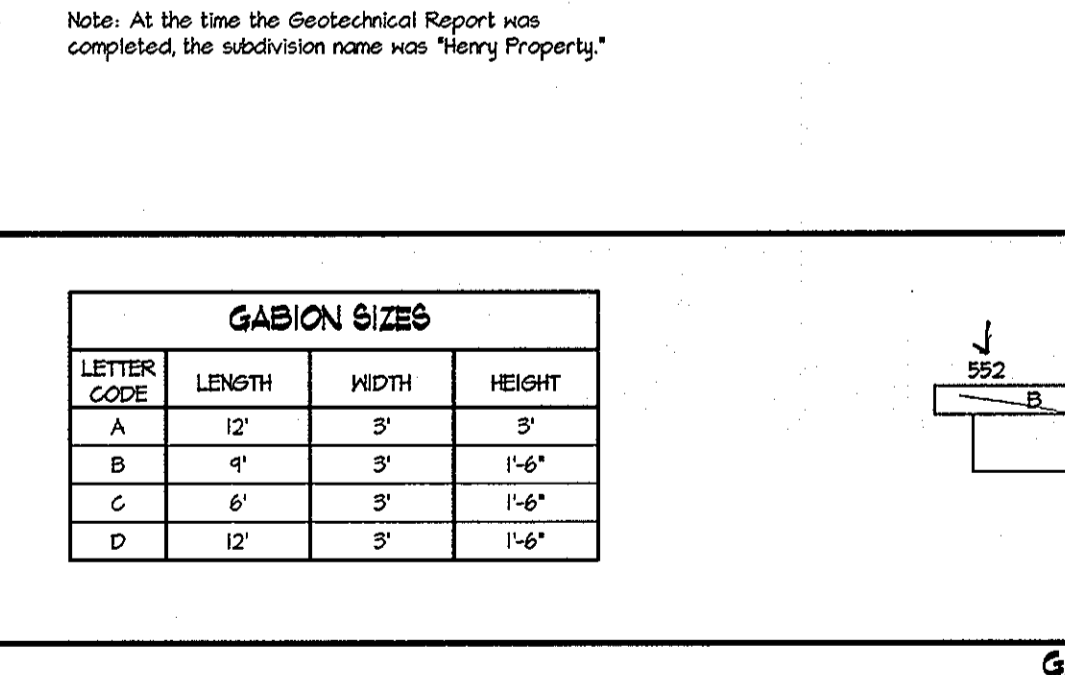 Note: At the time the Geotechnical Report was
completed, the subdivision name was "Henry Property."
GABION SIZES
LETTER CODE LENGTH WIDTH HEIGHT
A 12' 3' 3'
B 9' 3' 1'-6"
C 6' 3' 1'-6"
D 12' 3' 1'-6"
552
B
G